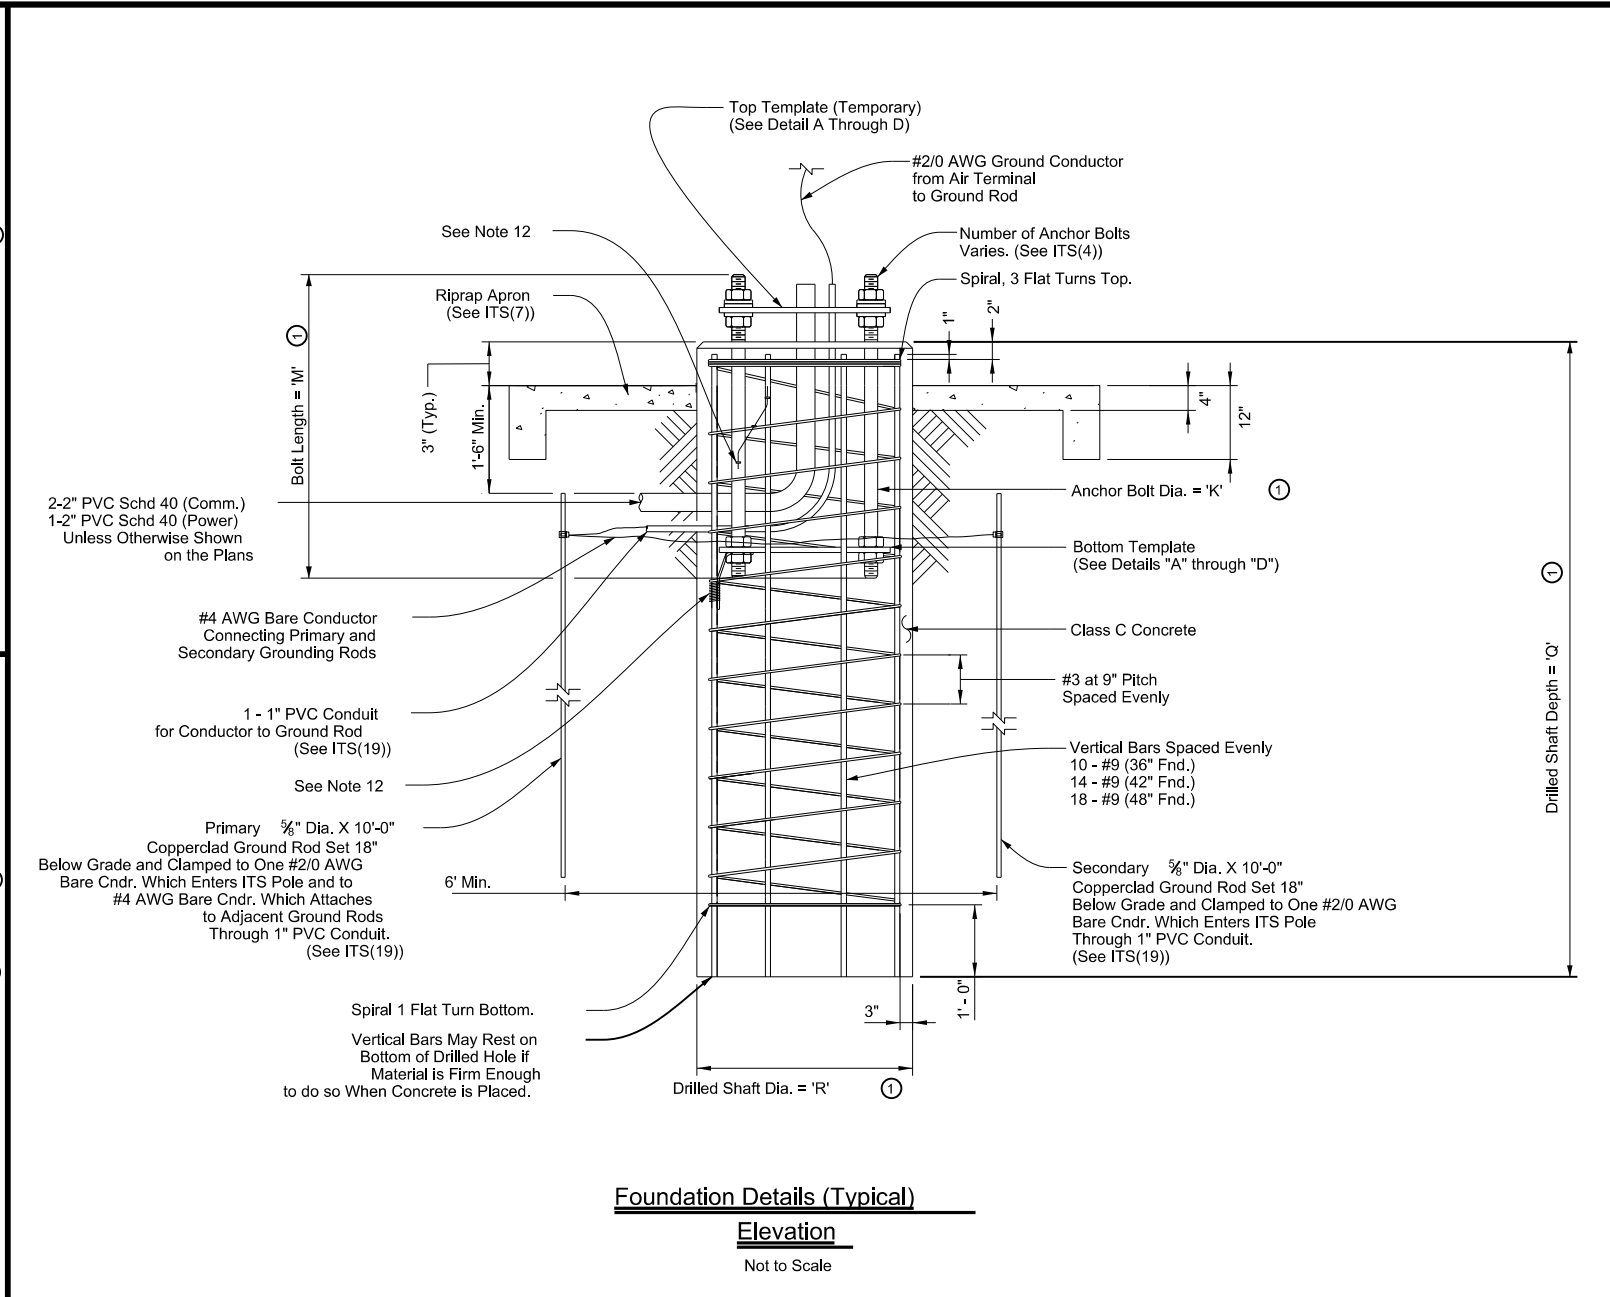 Top Template (Temporary)
(See Detail A Through D)
#2/0 AWG Ground Conductor
from Air Terminal
to Ground Rod
See Note 12
Number of Anchor Bolts
Varies. (See ITS(4))
Spiral, 3 Flat Turns Top.
Riprap Apron
(See ITS(7))
1"
2"
1
Bolt Length = 'M'
3" (Typ.)
1'-6" Min.
4"
12"
2-2" PVC Schd 40 (Comm.)
1-2" PVC Schd 40 (Power)
Unless Otherwise Shown
on the Plans
Anchor Bolt Dia. = 'K'
1
Bottom Template
(See Details "A" through "D")
1
Drilled Shaft Depth = 'Q'
#4 AWG Bare Conductor
Connecting Primary and
Secondary Grounding Rods
Class C Concrete
#3 at 9" Pitch
Spaced Evenly
1 - 1" PVC Conduit
for Conductor to Ground Rod
(See ITS(19))
Vertical Bars Spaced Evenly
10 - #9 (36" Fnd.)
14 - #9 (42" Fnd.)
18 - #9 (48" Fnd.)
See Note 12
Primary ⅝" Dia. X 10'-0"
Copperclad Ground Rod Set 18"
Below Grade and Clamped to One #2/0 AWG
Bare Cndr. Which Enters ITS Pole and to
#4 AWG Bare Cndr. Which Attaches
to Adjacent Ground Rods
Through 1" PVC Conduit.
(See ITS(19))
6' Min.
Secondary ⅝" Dia. X 10'-0"
Copperclad Ground Rod Set 18"
Below Grade and Clamped to One #2/0 AWG
Bare Cndr. Which Enters ITS Pole
Through 1" PVC Conduit.
(See ITS(19))
Spiral 1 Flat Turn Bottom.
3"
1' - 0"
Vertical Bars May Rest on
Bottom of Drilled Hole if
Material is Firm Enough
to do so When Concrete is Placed.
Drilled Shaft Dia. = 'R'
1
Foundation Details (Typical)
Elevation
Not to Scale